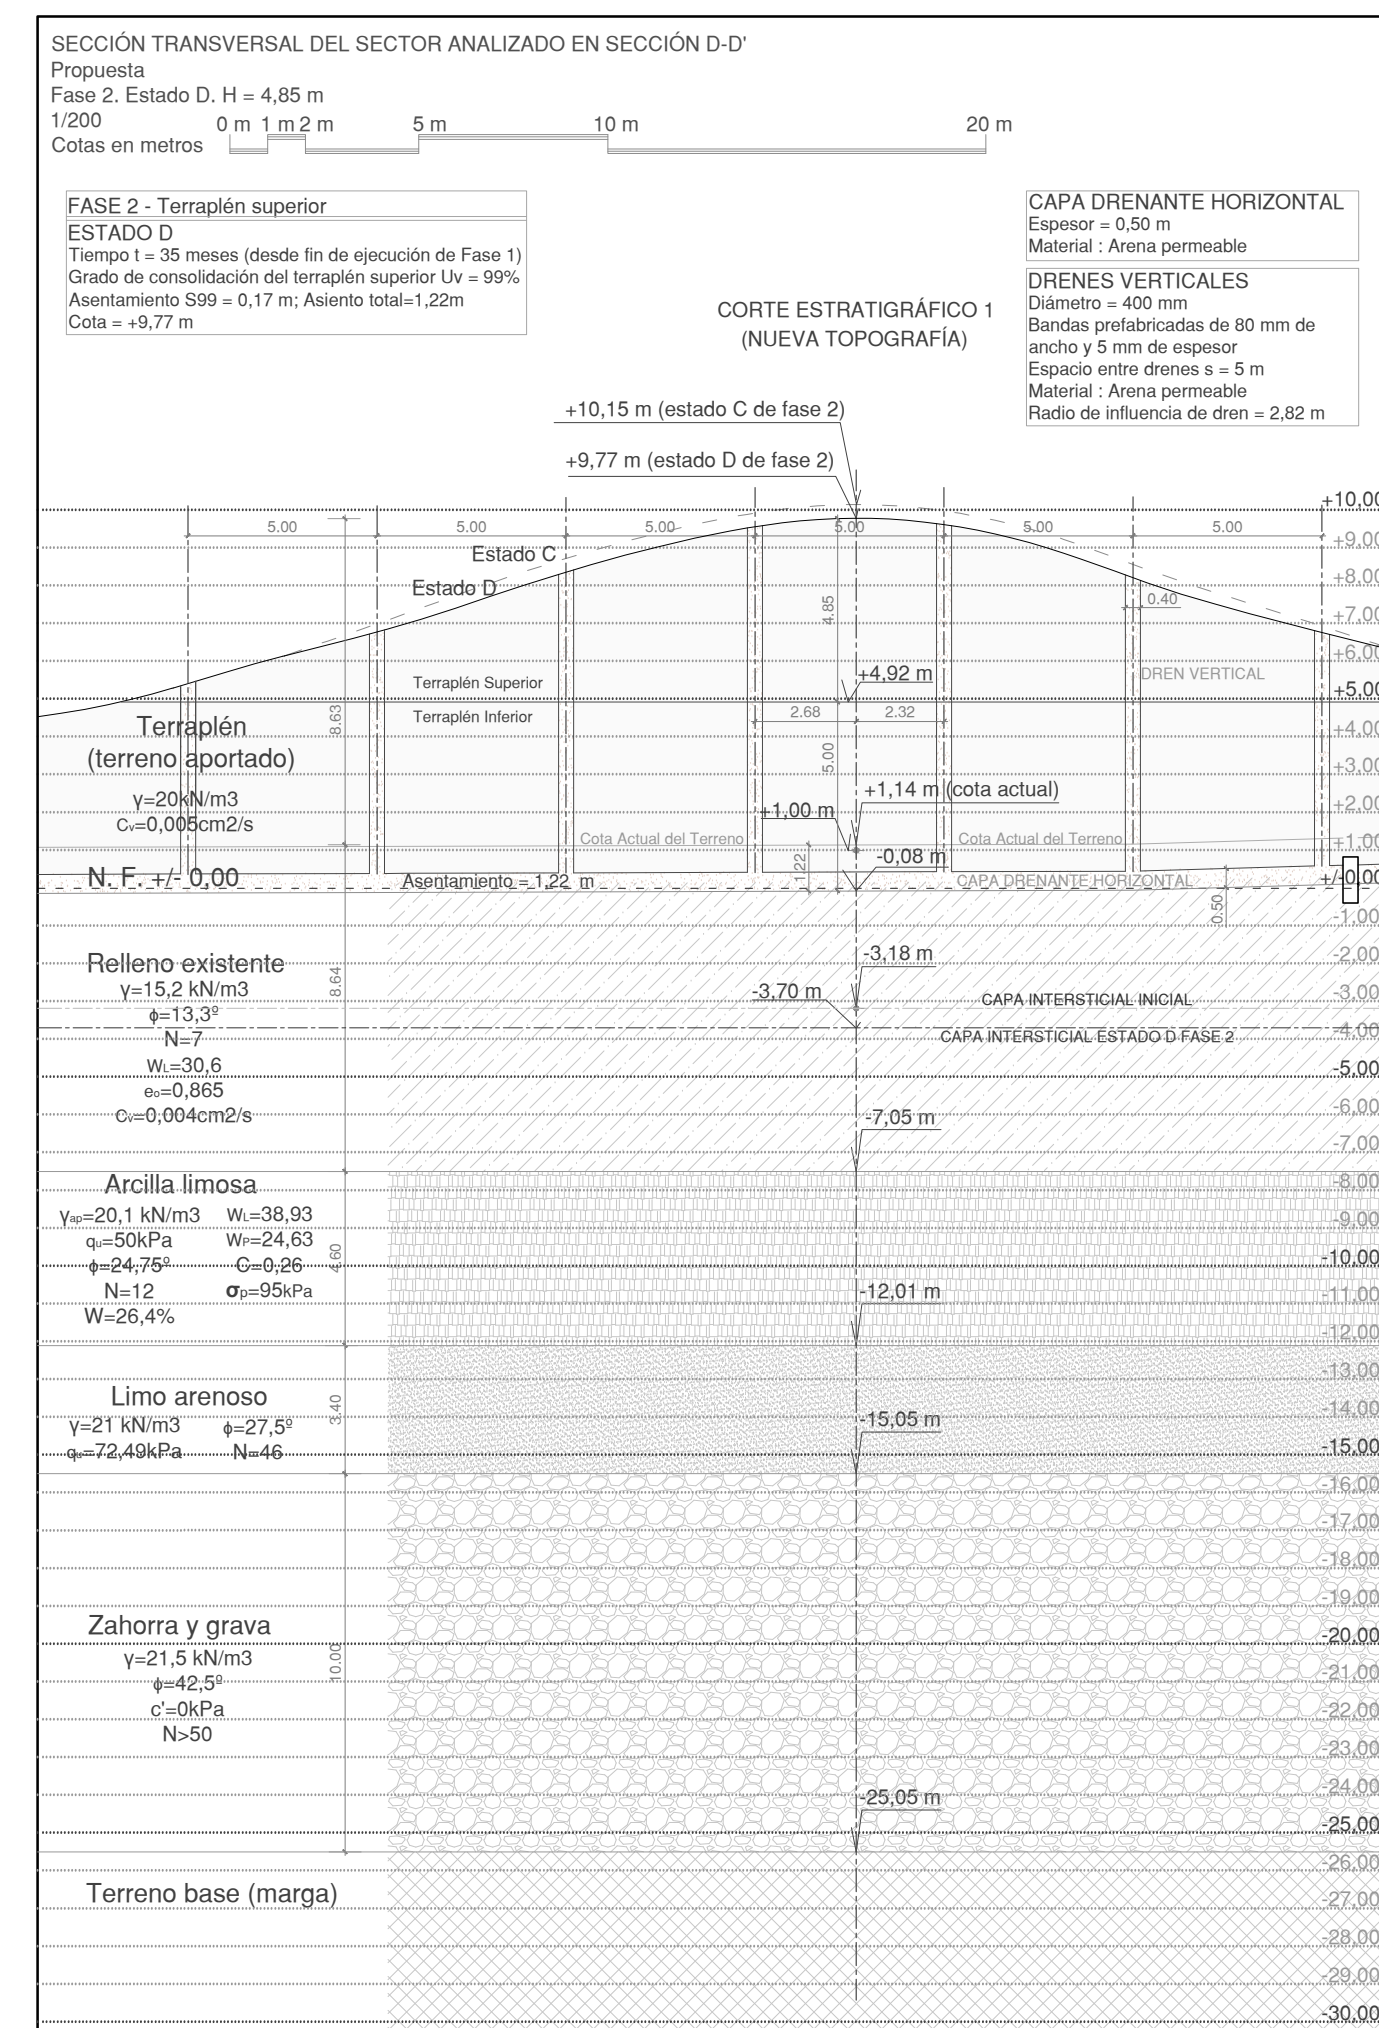 SECCIÓN TRANSVERSAL DEL SECTOR ANALIZADO EN SECCIÓN D-D'
Propuesta
Fase 2. Estado D. H = 4,85 m
1/200
Cotas en metros
0 m 1 m 2 m 5 m 10 m 20 m
FASE 2 - Terraplén superior
ESTADO D
Tiempo t = 35 meses (desde fin de ejecución de Fase 1)
Grado de consolidación del terraplén superior Uv = 99%
Asentamiento S99 = 0,17 m; Asiento total=1,22m
Cota = +9,77 m
CAPA DRENANTE HORIZONTAL
Espesor = 0,50 m
Material : Arena permeable
DRENES VERTICALES
Diámetro = 400 mm
Bandas prefabricadas de 80 mm de
ancho y 5 mm de espesor
Espacio entre drenes s = 5 m
Material : Arena permeable
Radio de influencia de dren = 2,82 m
CORTE ESTRATIGRÁFICO 1
(NUEVA TOPOGRAFÍA)
+10,15 m (estado C de fase 2)
+9,77 m (estado D de fase 2)
5.00 5.00 5.00 5.00 5.00 5.00
Estado C
Estado D
4.85
0.40
+4,92 m
DREN VERTICAL
Terraplén Superior
Terraplén Inferior
8.63
2.68 2.32
5.00
Terraplén
(terreno aportado)
γ=20kN/m3
Cv=0,005cm2/s
+1,14 m (cota actual)
+1,00 m
Cota Actual del Terreno
Cota Actual del Terreno
-0,08 m
1.22
N. F. +/- 0,00
Asentamiento = 1,22 m
CAPA DRENANTE HORIZONTAL
0.50
Relleno existente
γ=15,2 kN/m3
ϕ=13,3º
N=7
WL=30,6
eo=0,865
Cv=0,004cm2/s
8.64
-3,18 m
-3,70 m
CAPA INTERSTICIAL INICIAL
CAPA INTERSTICIAL ESTADO D FASE 2
-7,05 m
Arcilla limosa
γap=20,1 kN/m3 WL=38,93
qu=50kPa WP=24,63
ϕ=24,75º C=0,26
N=12 σp=95kPa
W=26,4%
4.60
-12,01 m
Limo arenoso
γ=21 kN/m3 ϕ=27,5º
qu=72,49kPa N=46
3.40
-15,05 m
Zahorra y grava
γ=21,5 kN/m3
ϕ=42,5º
c'=0kPa
N>50
10.00
-25,05 m
Terreno base (marga)
+10,00
+9,00
+8,00
+7,00
+6,00
+5,00
+4,00
+3,00
+2,00
+1,00
+/-0.00
-1,00
-2,00
-3,00
-4,00
-5,00
-6,00
-7,00
-8,00
-9,00
-10,00
-11,00
-12,00
-13,00
-14,00
-15,00
-16,00
-17,00
-18,00
-19,00
-20,00
-21,00
-22,00
-23,00
-24,00
-25,00
-26,00
-27,00
-28,00
-29,00
-30,00